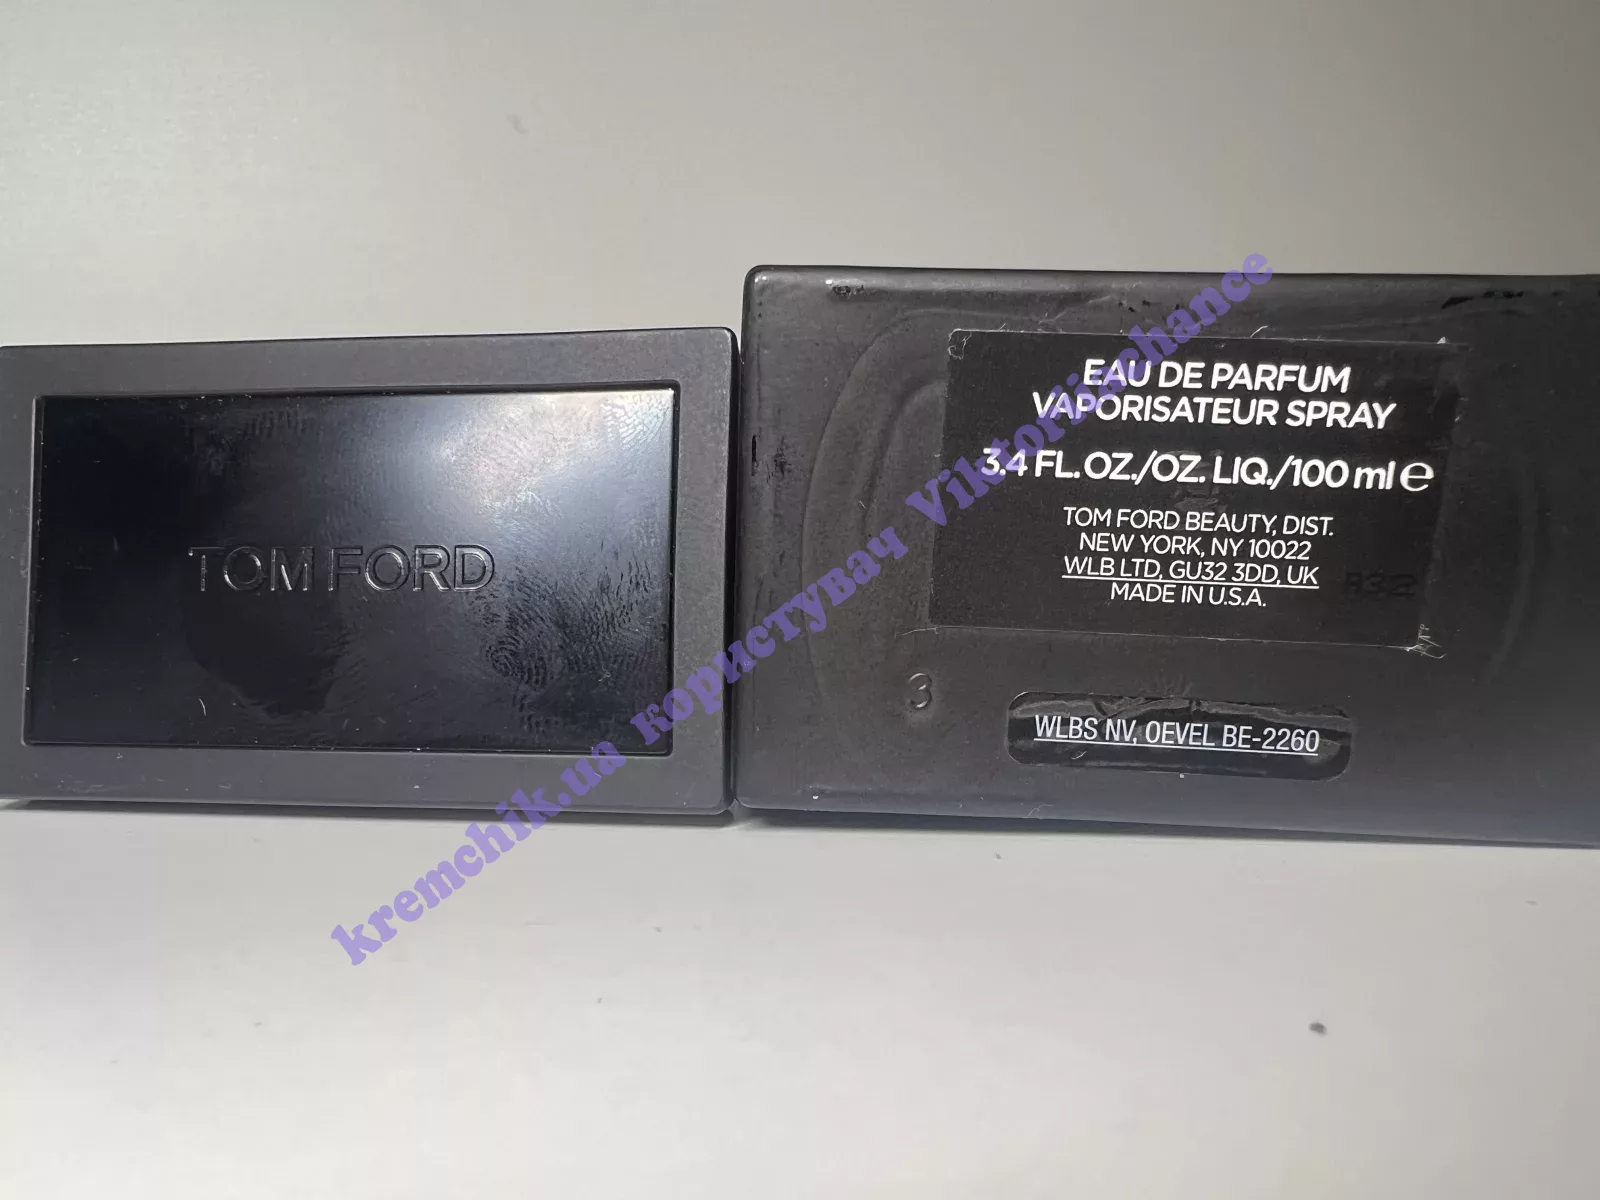 TOM FORD
EAU DE PARFUM
VAPORISATEUR SPRAY
3.4 FL.OZ./OZ. LIQ./100 ml ℮
TOM FORD BEAUTY, DIST.
NEW YORK, NY 10022
WLB LTD, GU32 3DD, UK
MADE IN U.S.A.
A32
3
WLBS NV, OEVEL BE-2260
kremchik.ua користувач Viktoriiachance